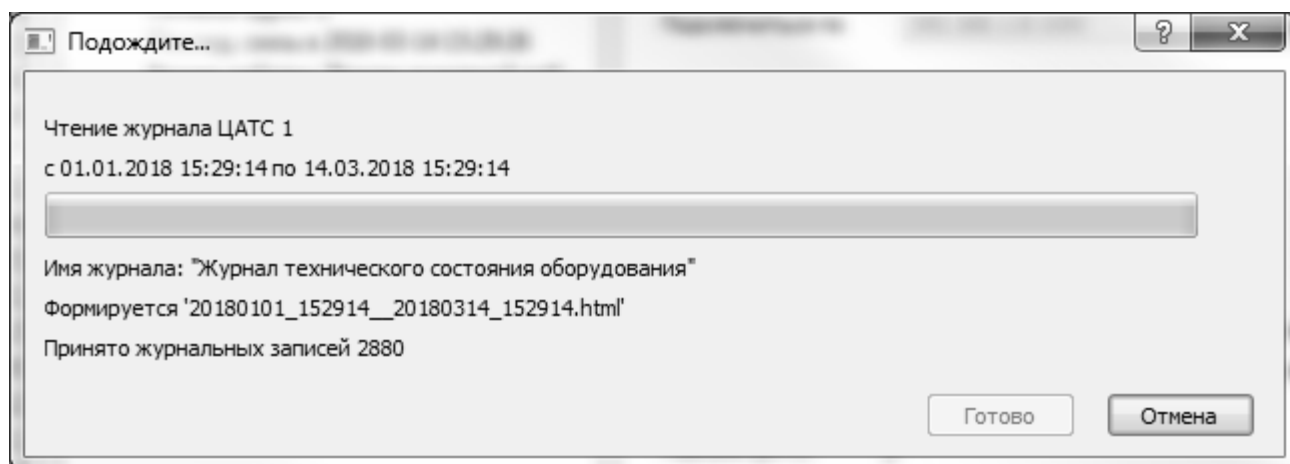 Подождите...
Чтение журнала ЦАТС 1
с 01.01.2018 15:29:14 по 14.03.2018 15:29:14
Имя журнала: "Журнал технического состояния оборудования"
Формируется '20180101_152914__20180314_152914.html'
Принято журнальных записей 2880
Готово
Отмена